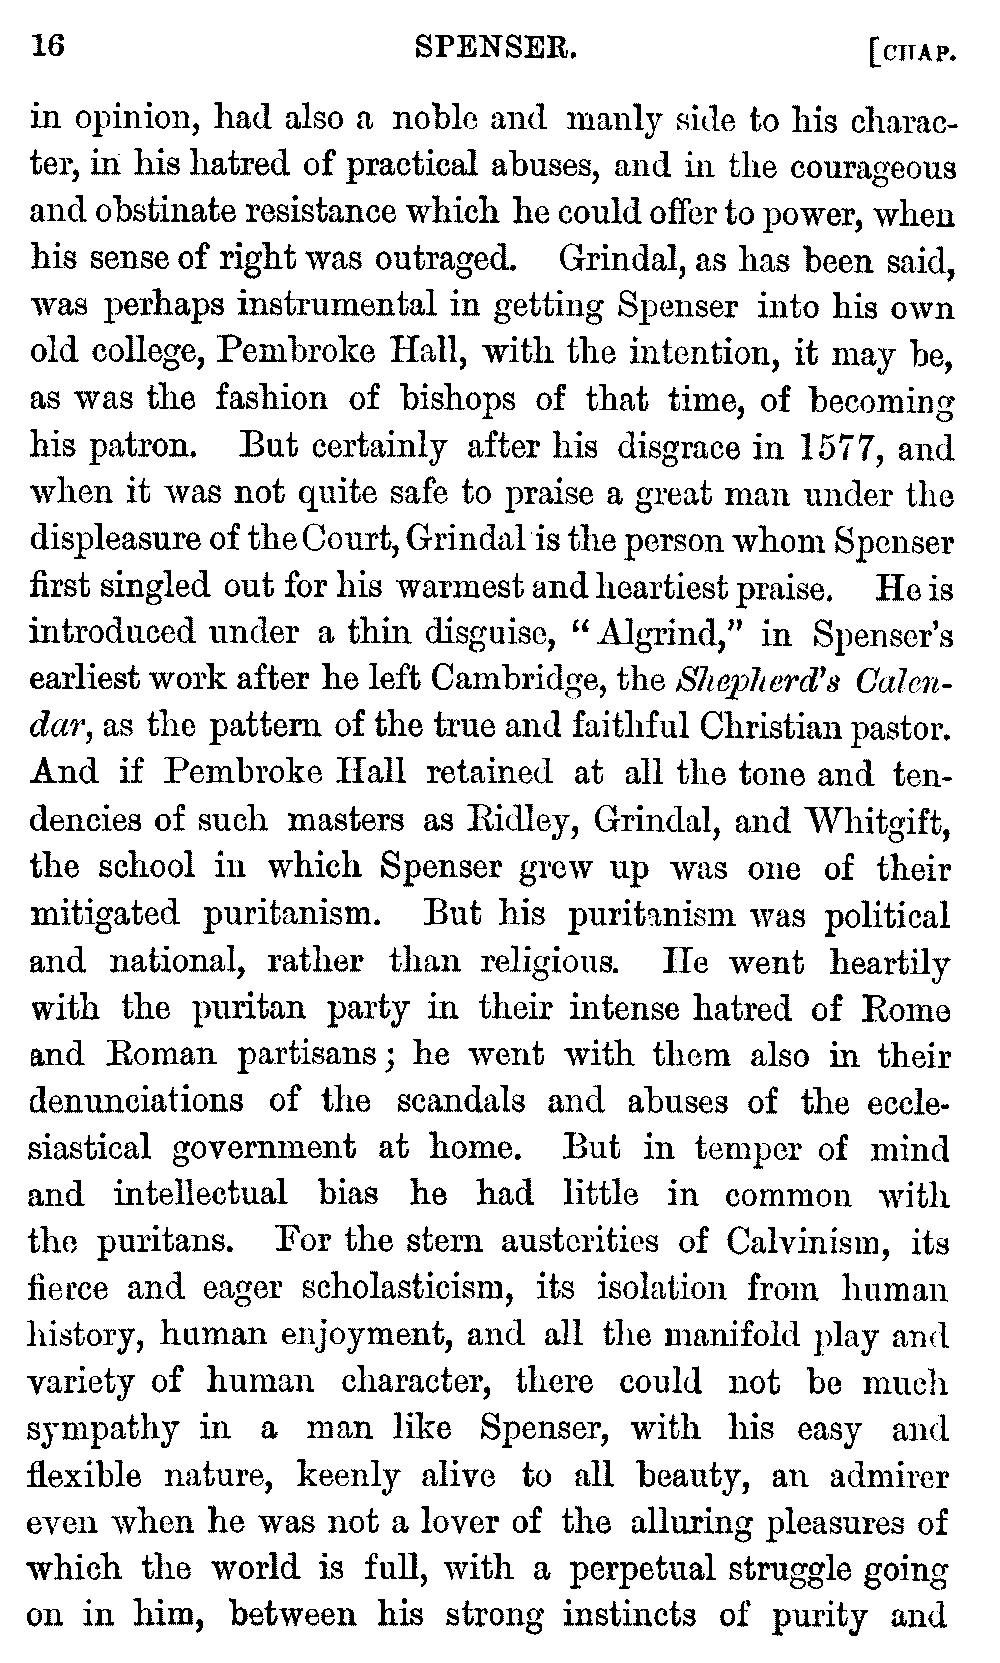 16 SPENSER. [CHAP.
in opinion, had also a noble and manly side to his charac-
ter, in his hatred of practical abuses, and in the courageous
and obstinate resistance which he could offer to power, when
his sense of right was outraged. Grindal, as has been said,
was perhaps instrumental in getting Spenser into his own
old college, Pembroke Hall, with the intention, it may be,
as was the fashion of bishops of that time, of becoming
his patron. But certainly after his disgrace in 1577, and
when it was not quite safe to praise a great man under the
displeasure of the Court, Grindal is the person whom Spenser
first singled out for his warmest and heartiest praise. He is
introduced under a thin disguise, “Algrind,” in Spenser’s
earliest work after he left Cambridge, the Shepherd’s Calen-
dar, as the pattern of the true and faithful Christian pastor.
And if Pembroke Hall retained at all the tone and ten-
dencies of such masters as Ridley, Grindal, and Whitgift,
the school in which Spenser grew up was one of their
mitigated puritanism. But his puritanism was political
and national, rather than religious. He went heartily
with the puritan party in their intense hatred of Rome
and Roman partisans; he went with them also in their
denunciations of the scandals and abuses of the eccle-
siastical government at home. But in temper of mind
and intellectual bias he had little in common with
the puritans. For the stern austerities of Calvinism, its
fierce and eager scholasticism, its isolation from human
history, human enjoyment, and all the manifold play and
variety of human character, there could not be much
sympathy in a man like Spenser, with his easy and
flexible nature, keenly alive to all beauty, an admirer
even when he was not a lover of the alluring pleasures of
which the world is full, with a perpetual struggle going
on in him, between his strong instincts of purity and